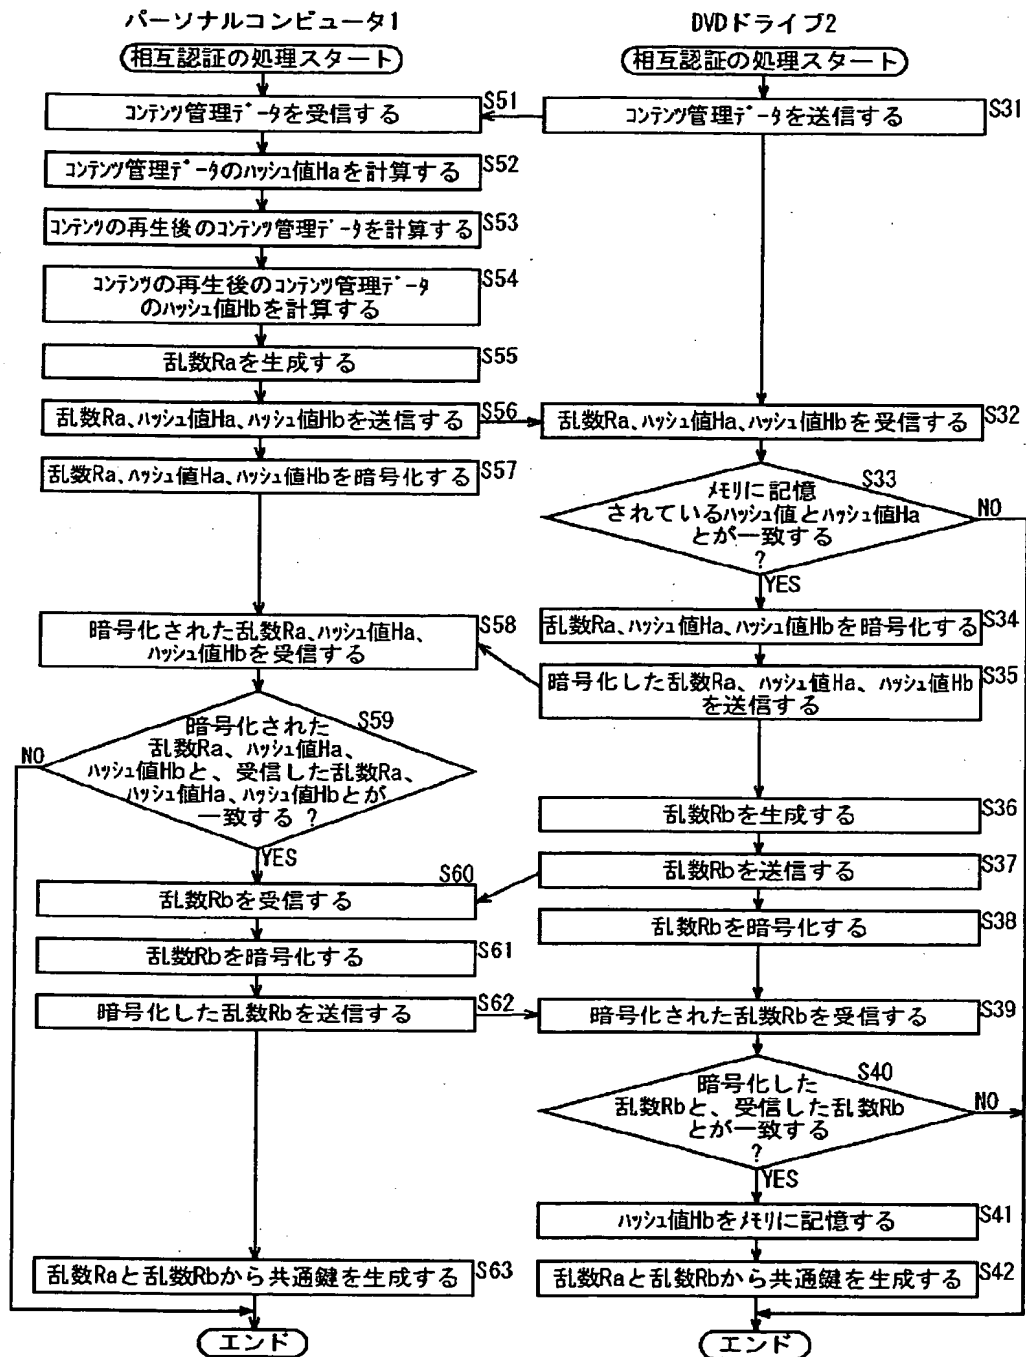 パーソナルコンピュータ1
相互認証の処理スタート
コンテンツ管理データを受信する
S51
コンテンツ管理データのハッシュ値Haを計算する
S52
コンテンツの再生後のコンテンツ管理データを計算する
S53
コンテンツの再生後のコンテンツ管理データ
のハッシュ値Hbを計算する
S54
乱数Raを生成する
S55
乱数Ra、ハッシュ値Ha、ハッシュ値Hbを送信する
S56
乱数Ra、ハッシュ値Ha、ハッシュ値Hbを暗号化する
S57
暗号化された乱数Ra、ハッシュ値Ha、
ハッシュ値Hbを受信する
S58
S59
暗号化された
乱数Ra、ハッシュ値Ha、
ハッシュ値Hbと、受信した乱数Ra、
ハッシュ値Ha、ハッシュ値Hbとが
一致する?
NO
YES
S60
乱数Rbを受信する
乱数Rbを暗号化する
S61
暗号化した乱数Rbを送信する
S62
乱数Raと乱数Rbから共通鍵を生成する
S63
エンド
DVDドライブ2
相互認証の処理スタート
コンテンツ管理データを送信する
S31
乱数Ra、ハッシュ値Ha、ハッシュ値Hbを受信する
S32
S33
メモリに記憶
されているハッシュ値とハッシュ値Ha
とが一致する
?
NO
YES
乱数Ra、ハッシュ値Ha、ハッシュ値Hbを暗号化する
S34
暗号化した乱数Ra、ハッシュ値Ha、ハッシュ値Hb
を送信する
S35
乱数Rbを生成する
S36
乱数Rbを送信する
S37
乱数Rbを暗号化する
S38
暗号化された乱数Rbを受信する
S39
S40
暗号化した
乱数Rbと、受信した乱数Rb
とが一致する
?
NO
YES
ハッシュ値Hbをメモリに記憶する
S41
乱数Raと乱数Rbから共通鍵を生成する
S42
エンド